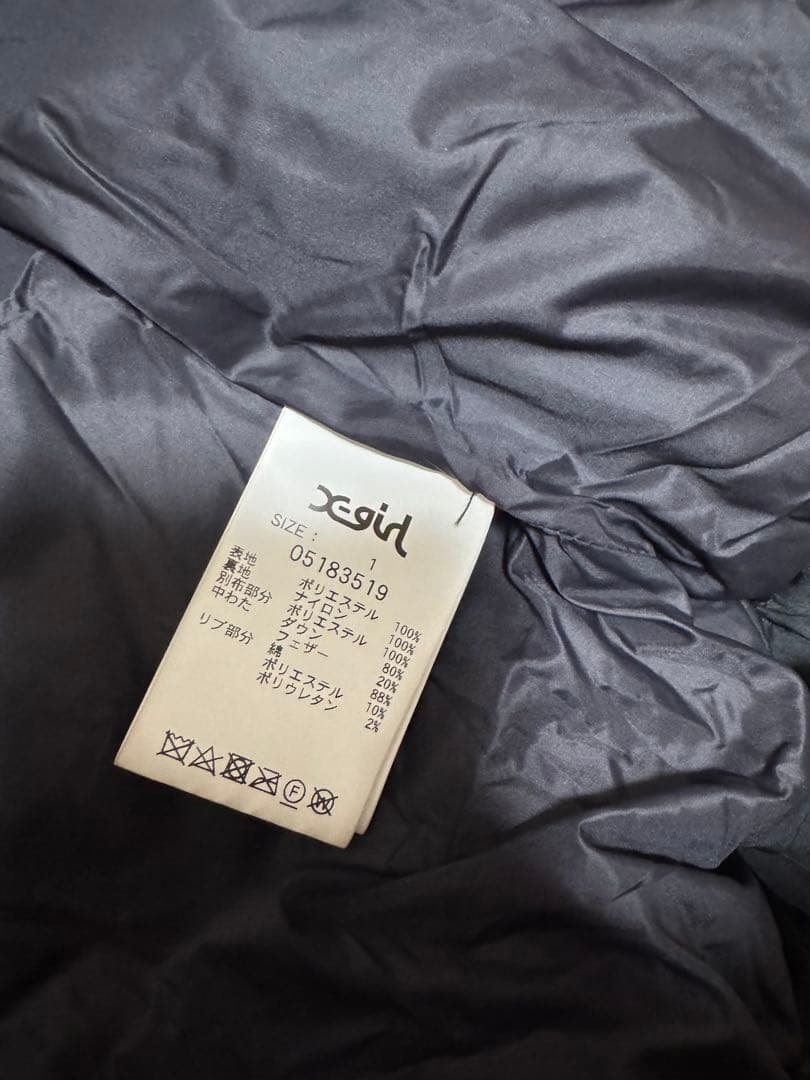 X-girl
SIZE : 1
05183519
表地 ポリエステル 100%
裏地 ナイロン 100%
別布部分 ポリエステル 100%
中わた ダウン 80%
フェザー 20%
リブ部分 綿 88%
ポリエステル 10%
ポリウレタン 2%
F W